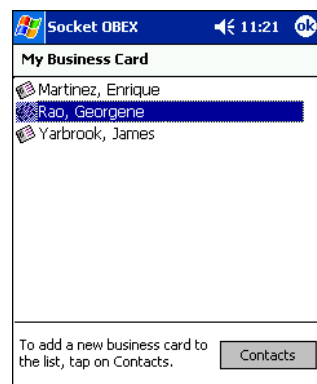 Socket OBEX 11:21 ok
My Business Card
Martinez, Enrique
Rao, Georgene
Yarbrook, James
To add a new business card to
the list, tap on Contacts.
Contacts